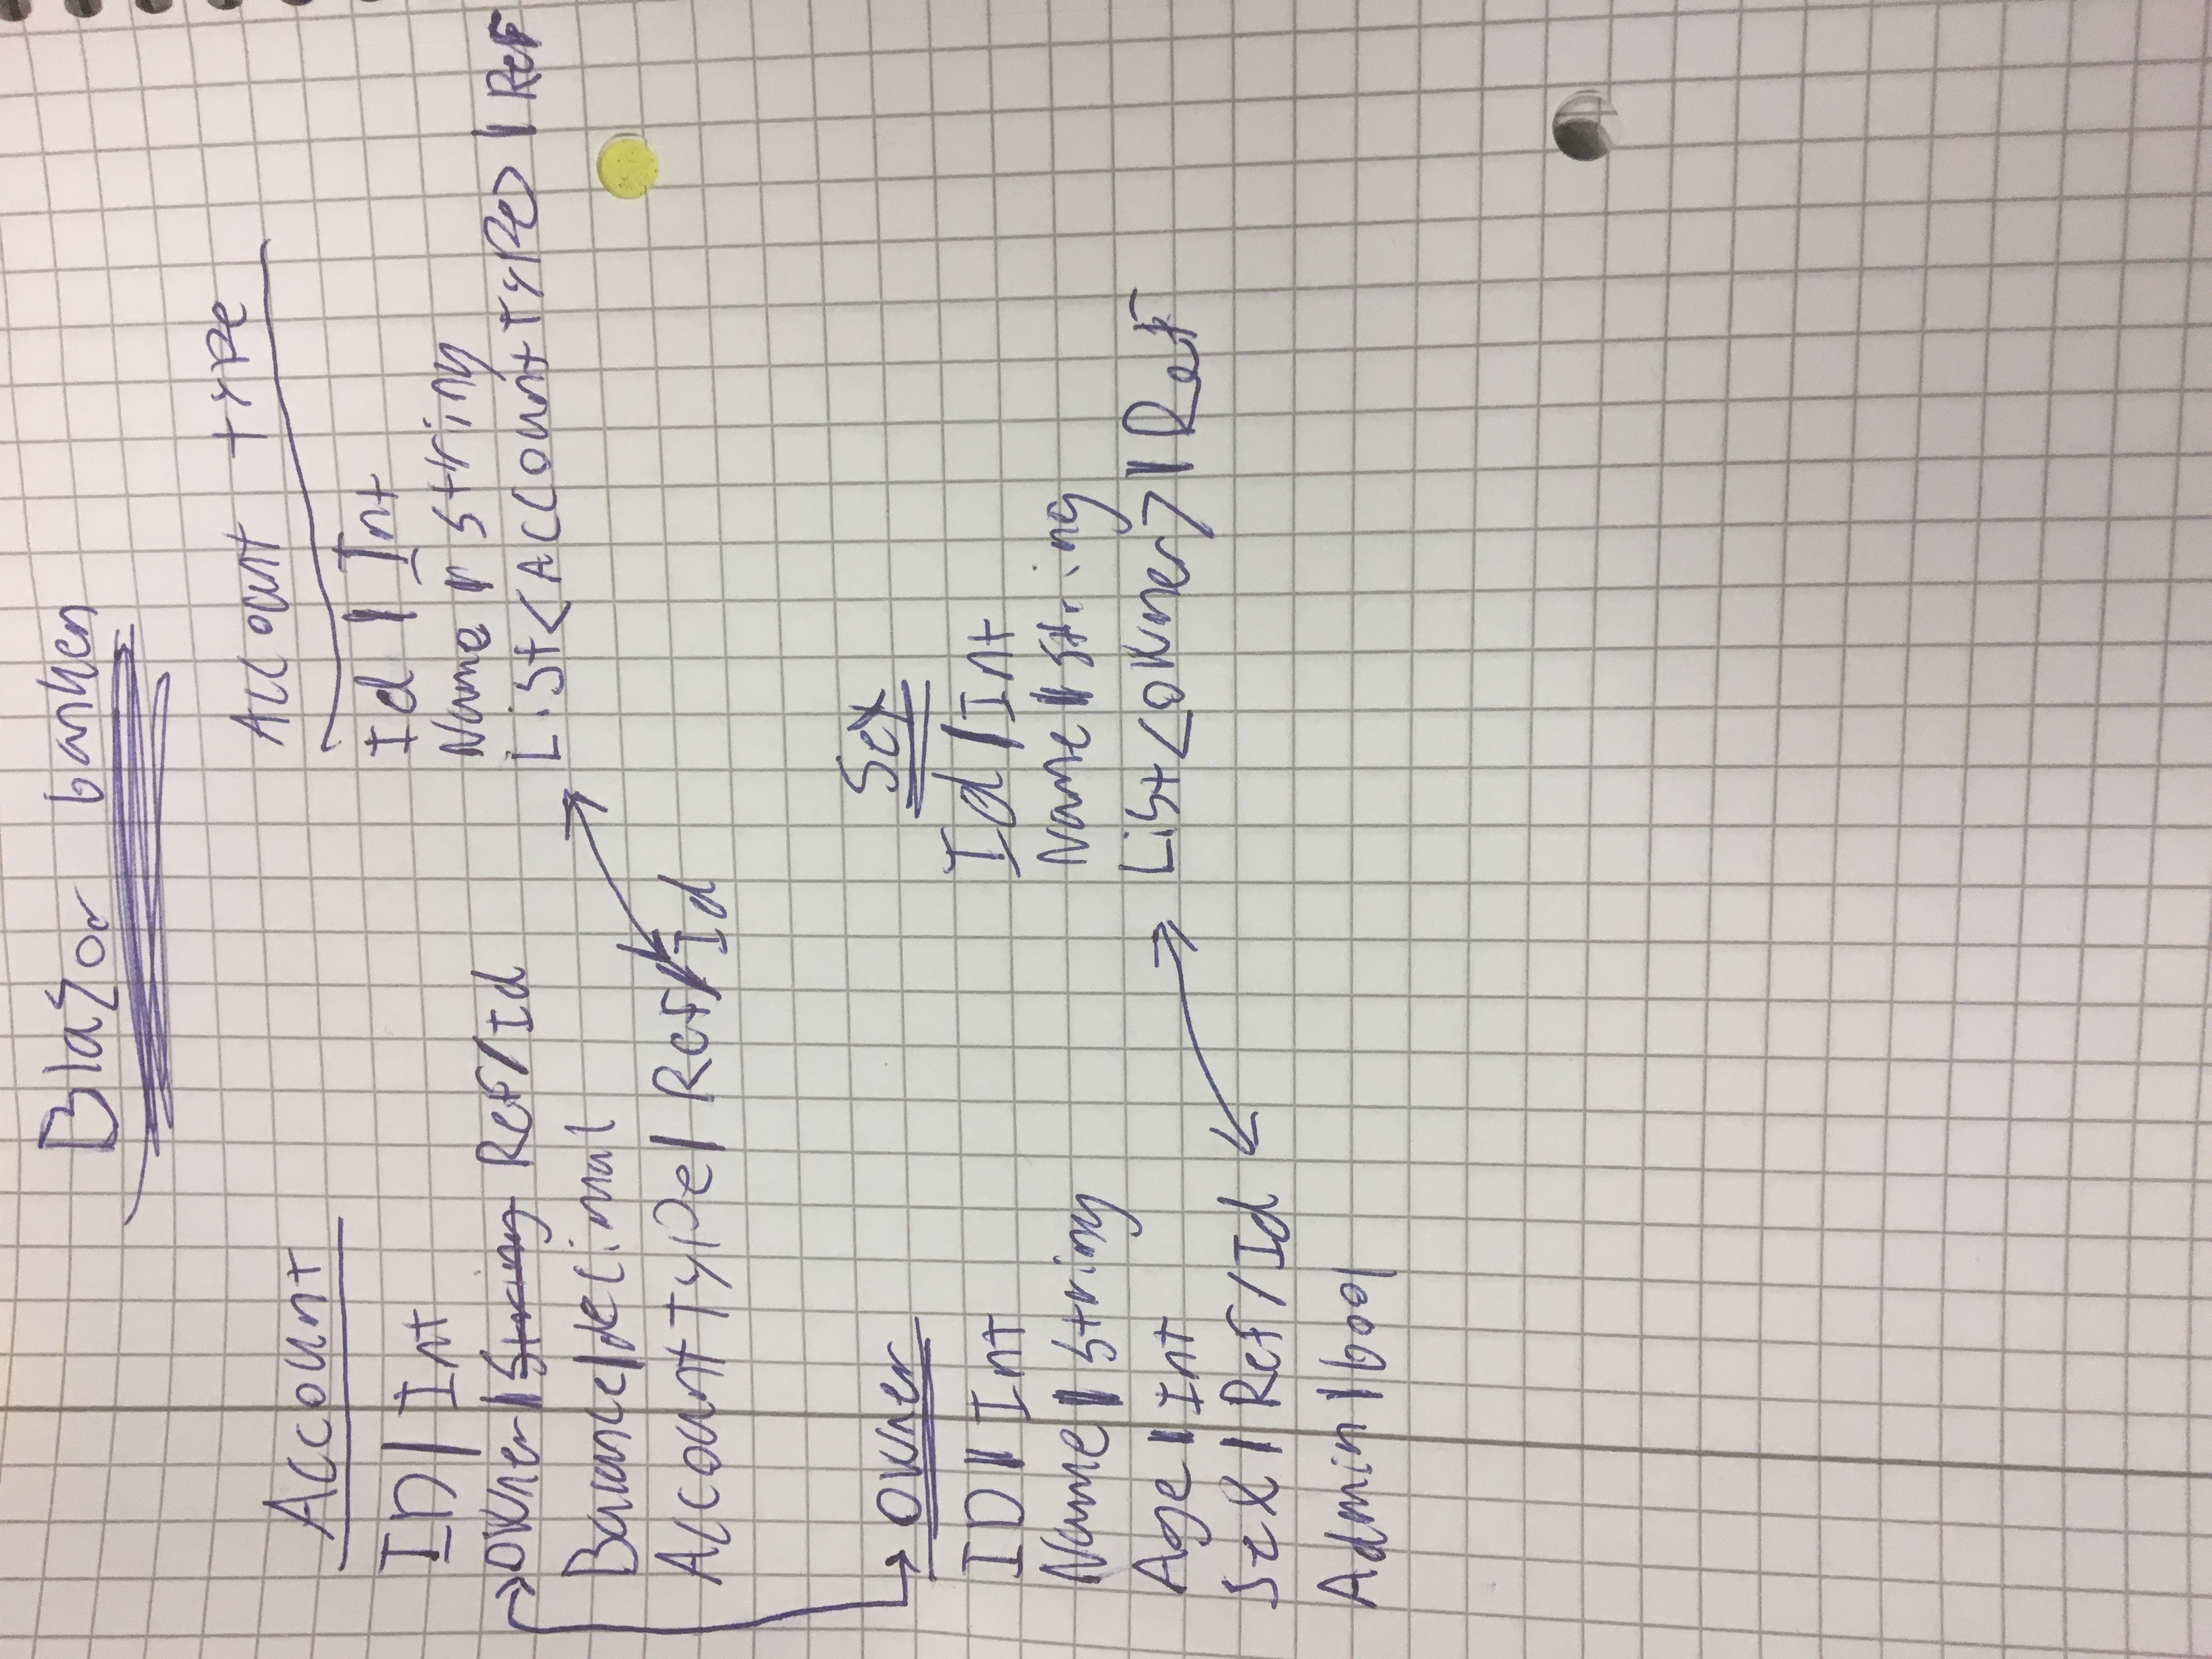 Blazor banken
Account
ID | Int
Owner | String Ref/Id
Balance | decimal
Account Type | Ref/Id
Account type
Id | Int
Name | String
List<Account type> | Ref
Owner
ID | Int
Name | String
Age | Int
Sex | Ref/Id
Admin | bool
Sex
Id | Int
Name | String
List<Owner> | Ref